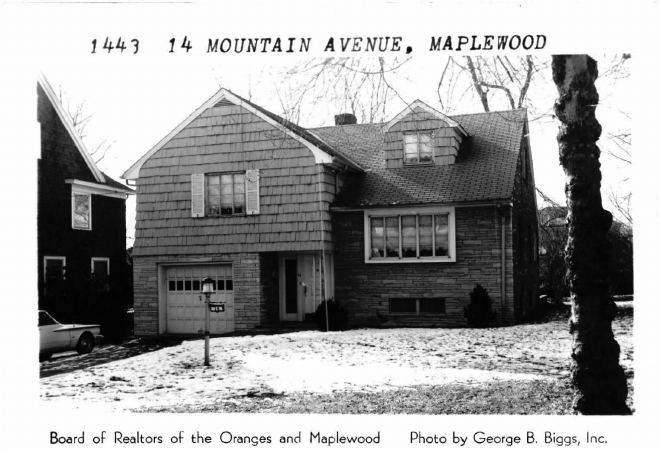 1443 14 MOUNTAIN AVENUE, MAPLEWOOD
Board of Realtors of the Oranges and Maplewood Photo by George B. Biggs, Inc.